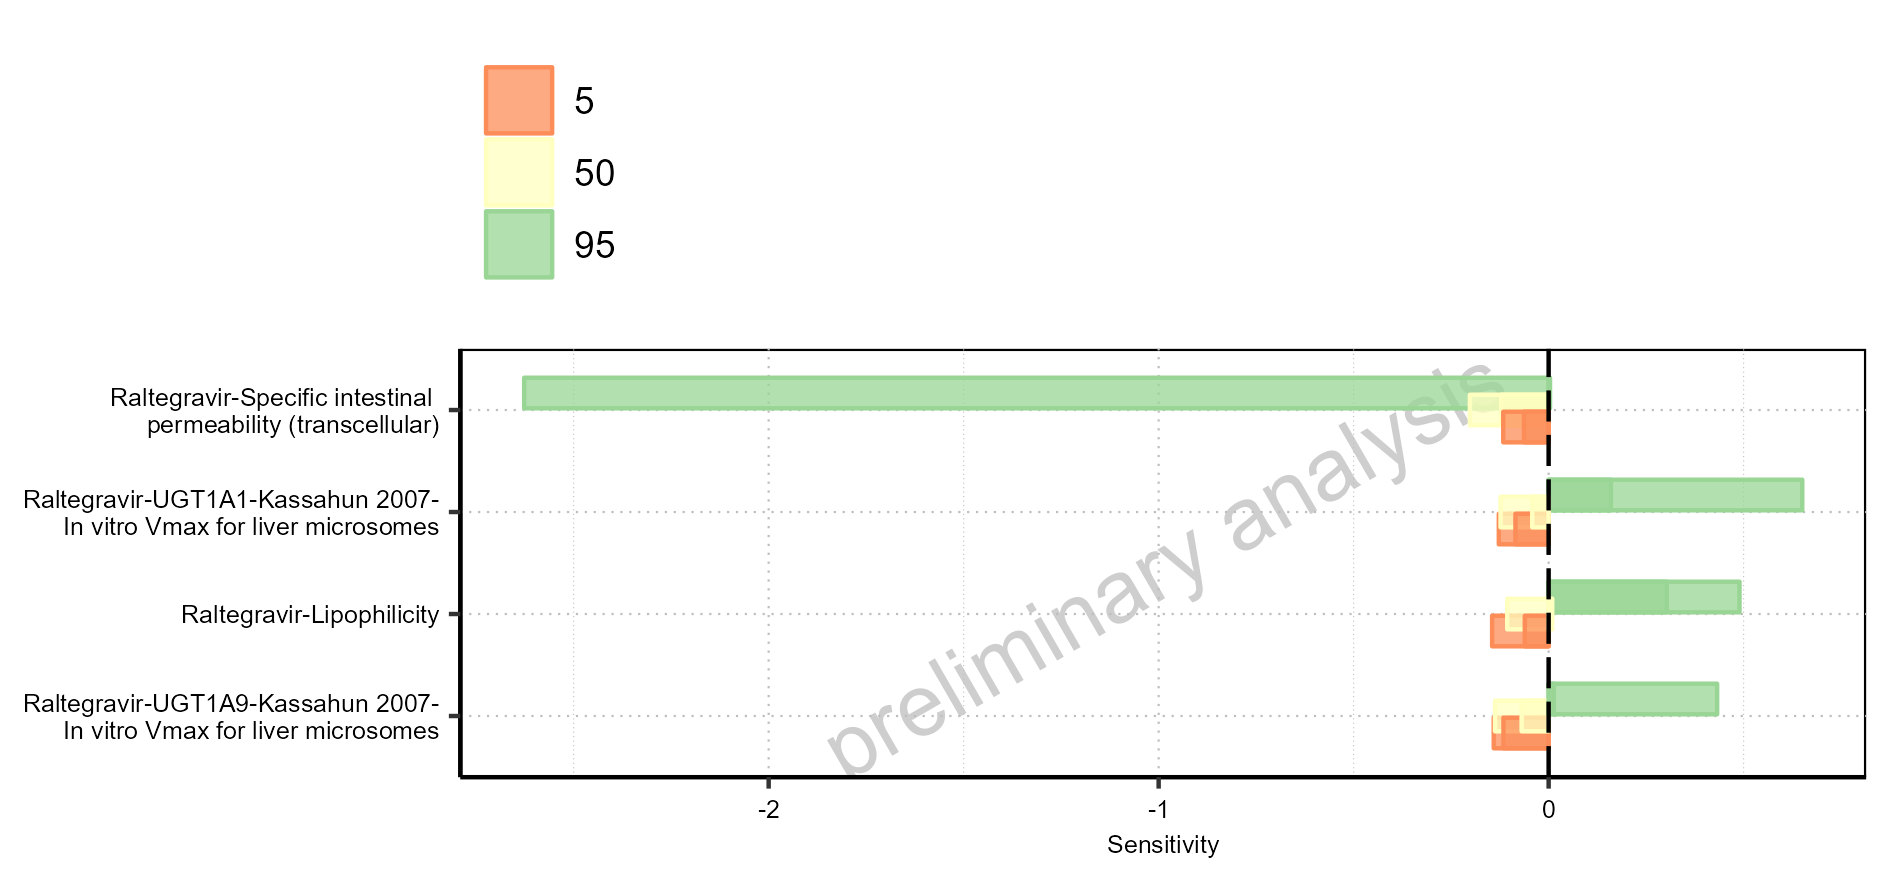 5
50
95
Raltegravir-Specific intestinal
permeability (transcellular)
Raltegravir-UGT1A1-Kassahun 2007-
In vitro Vmax for liver microsomes
Raltegravir-Lipophilicity
Raltegravir-UGT1A9-Kassahun 2007-
In vitro Vmax for liver microsomes
preliminary analysis
-2
-1
0
Sensitivity